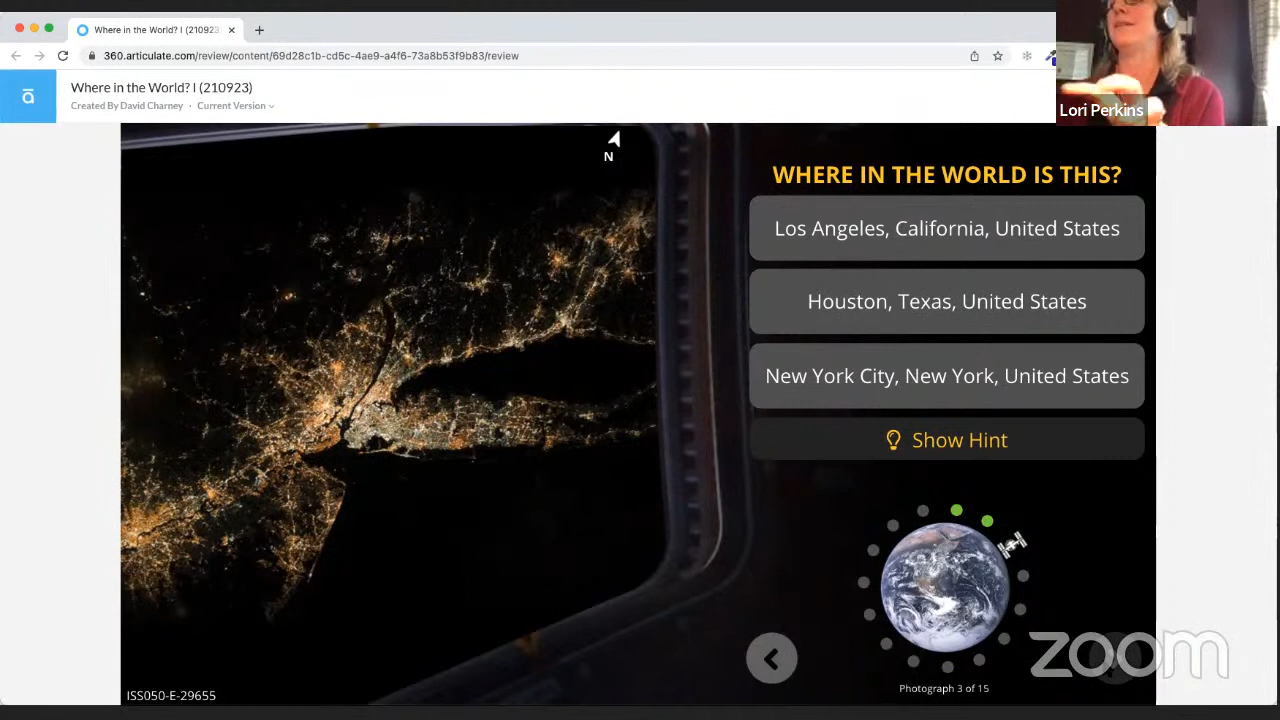 Where in the World? I (210923
360.articulate.com/review/content/69d28c1b-cd5c-4ae9-a4f6-73a8b53f9b83/review
ā
Where in the World? I (210923)
Created By David Charney · Current Version
Lori Perkins
N
WHERE IN THE WORLD IS THIS?
Los Angeles, California, United States
Houston, Texas, United States
New York City, New York, United States
Show Hint
zoom
Photograph 3 of 15
ISS050-E-29655